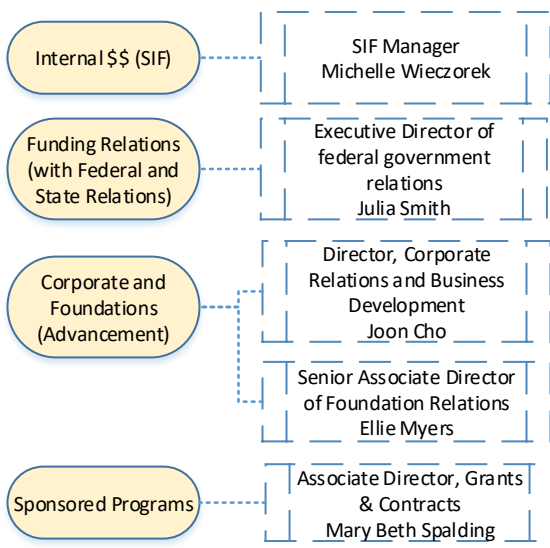 Internal $$ (SIF)
SIF Manager
Michelle Wieczorek
Funding Relations
(with Federal and
State Relations)
Executive Director of
federal government
relations
Julia Smith
Corporate and
Foundations
(Advancement)
Director, Corporate
Relations and Business
Development
Joon Cho
Senior Associate Director
of Foundation Relations
Ellie Myers
Sponsored Programs
Associate Director, Grants
& Contracts
Mary Beth Spalding